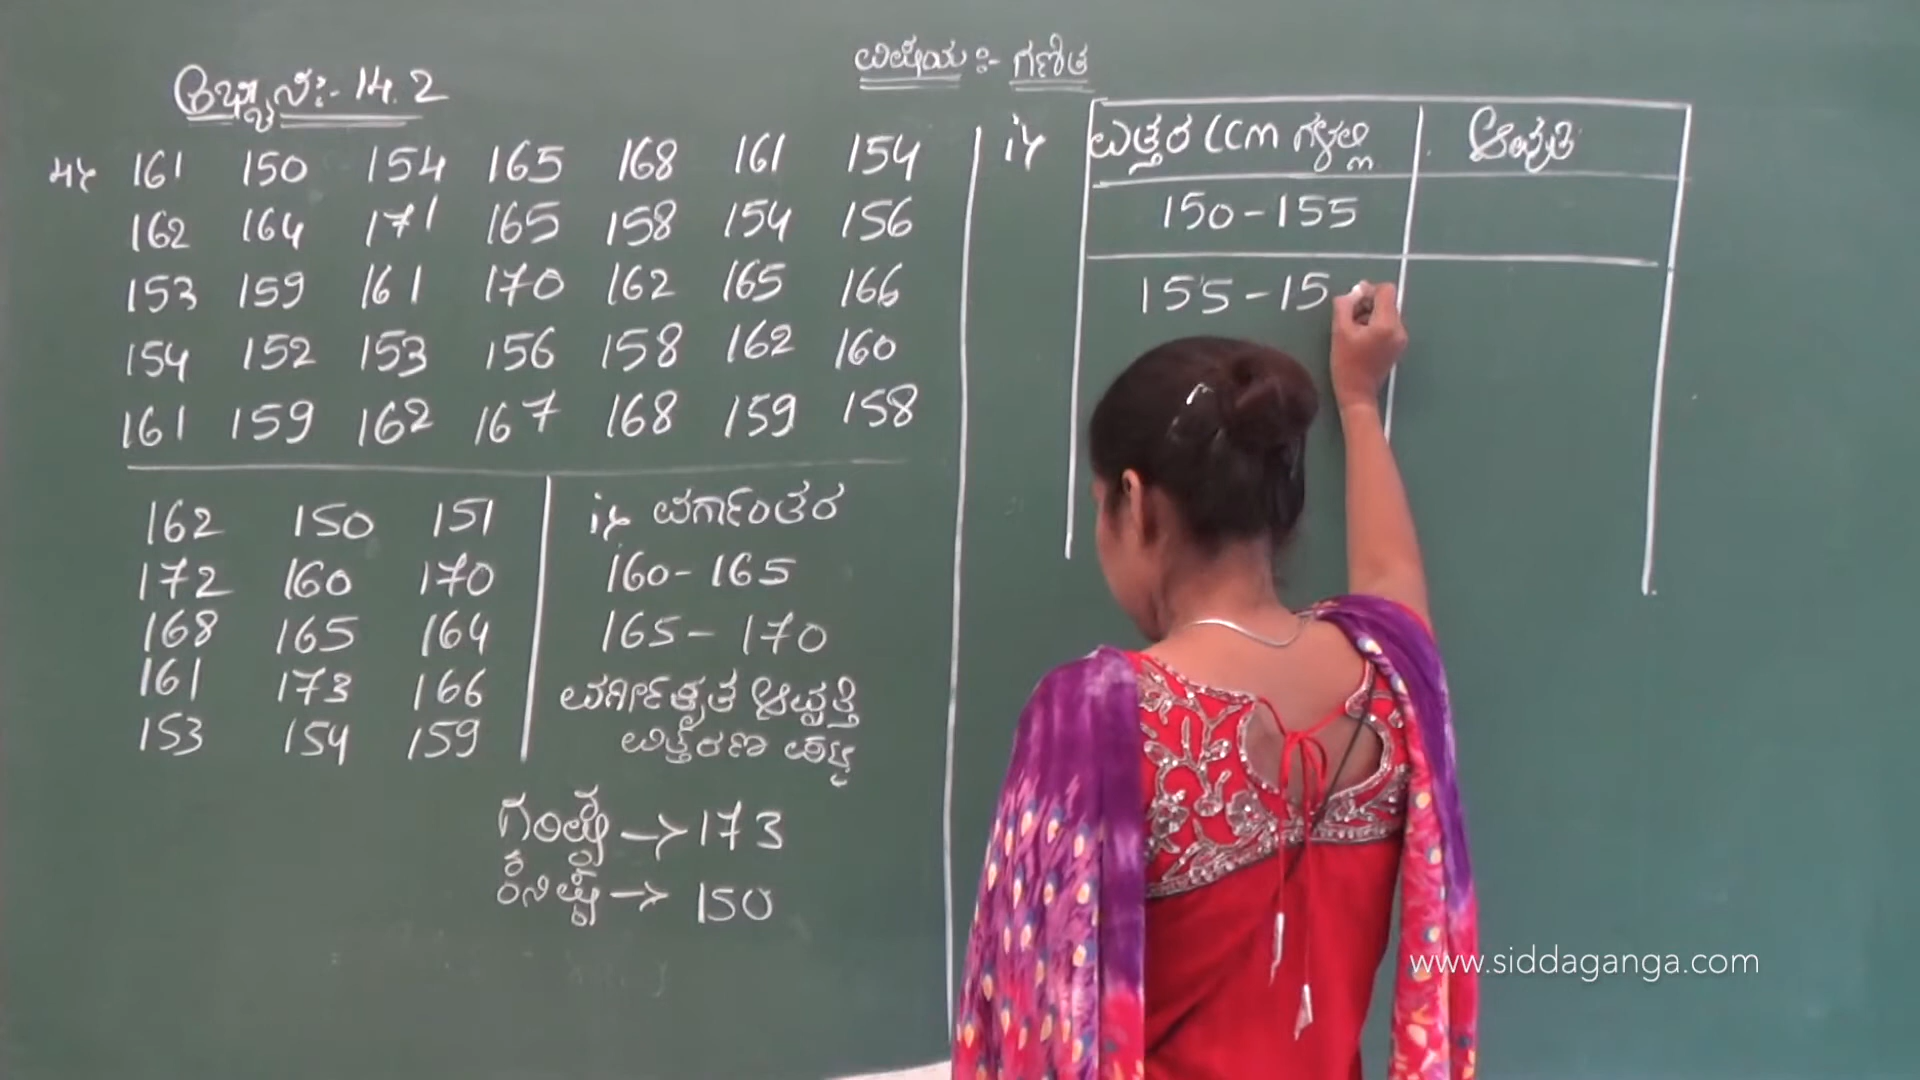 ವಿಷಯ :- ಗಣಿತ
ಅಭ್ಯಾಸ :- 14.2
161 150 154 165 168 161 154
162 164 171 165 158 154 156
153 159 161 170 162 165 166
154 152 153 156 158 162 160
161 159 162 167 168 159 158
162 150 151
172 160 170
168 165 164
161 173 166
153 154 159
i) ವರ್ಗಾಂತರ
160 - 165
165 - 170
ವರ್ಗೀಕೃತ ಆವೃತ್ತಿ
ವಿತ್ತರಣಾ ಪಟ್ಟಿ
ಗರಿಷ್ಠ -> 173
ಕನಿಷ್ಠ -> 150
i) ಎತ್ತರ (cm ಗಳಲ್ಲಿ ಆವೃತ್ತಿ
150 - 155
155 - 15
www.siddaganga.com